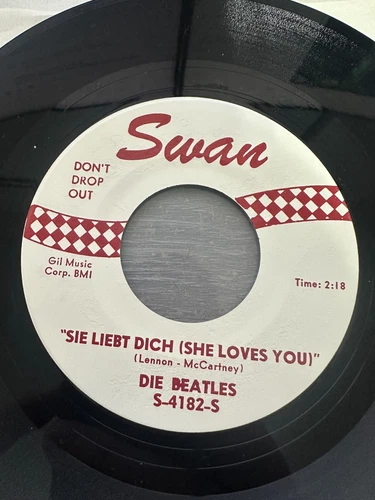 Swan
DON'T
DROP
OUT
Gil Music
Corp. BMI
Time: 2:18
"SIE LIEBT DICH (SHE LOVES YOU)"
(Lennon - McCartney)
DIE BEATLES
S-4182-S